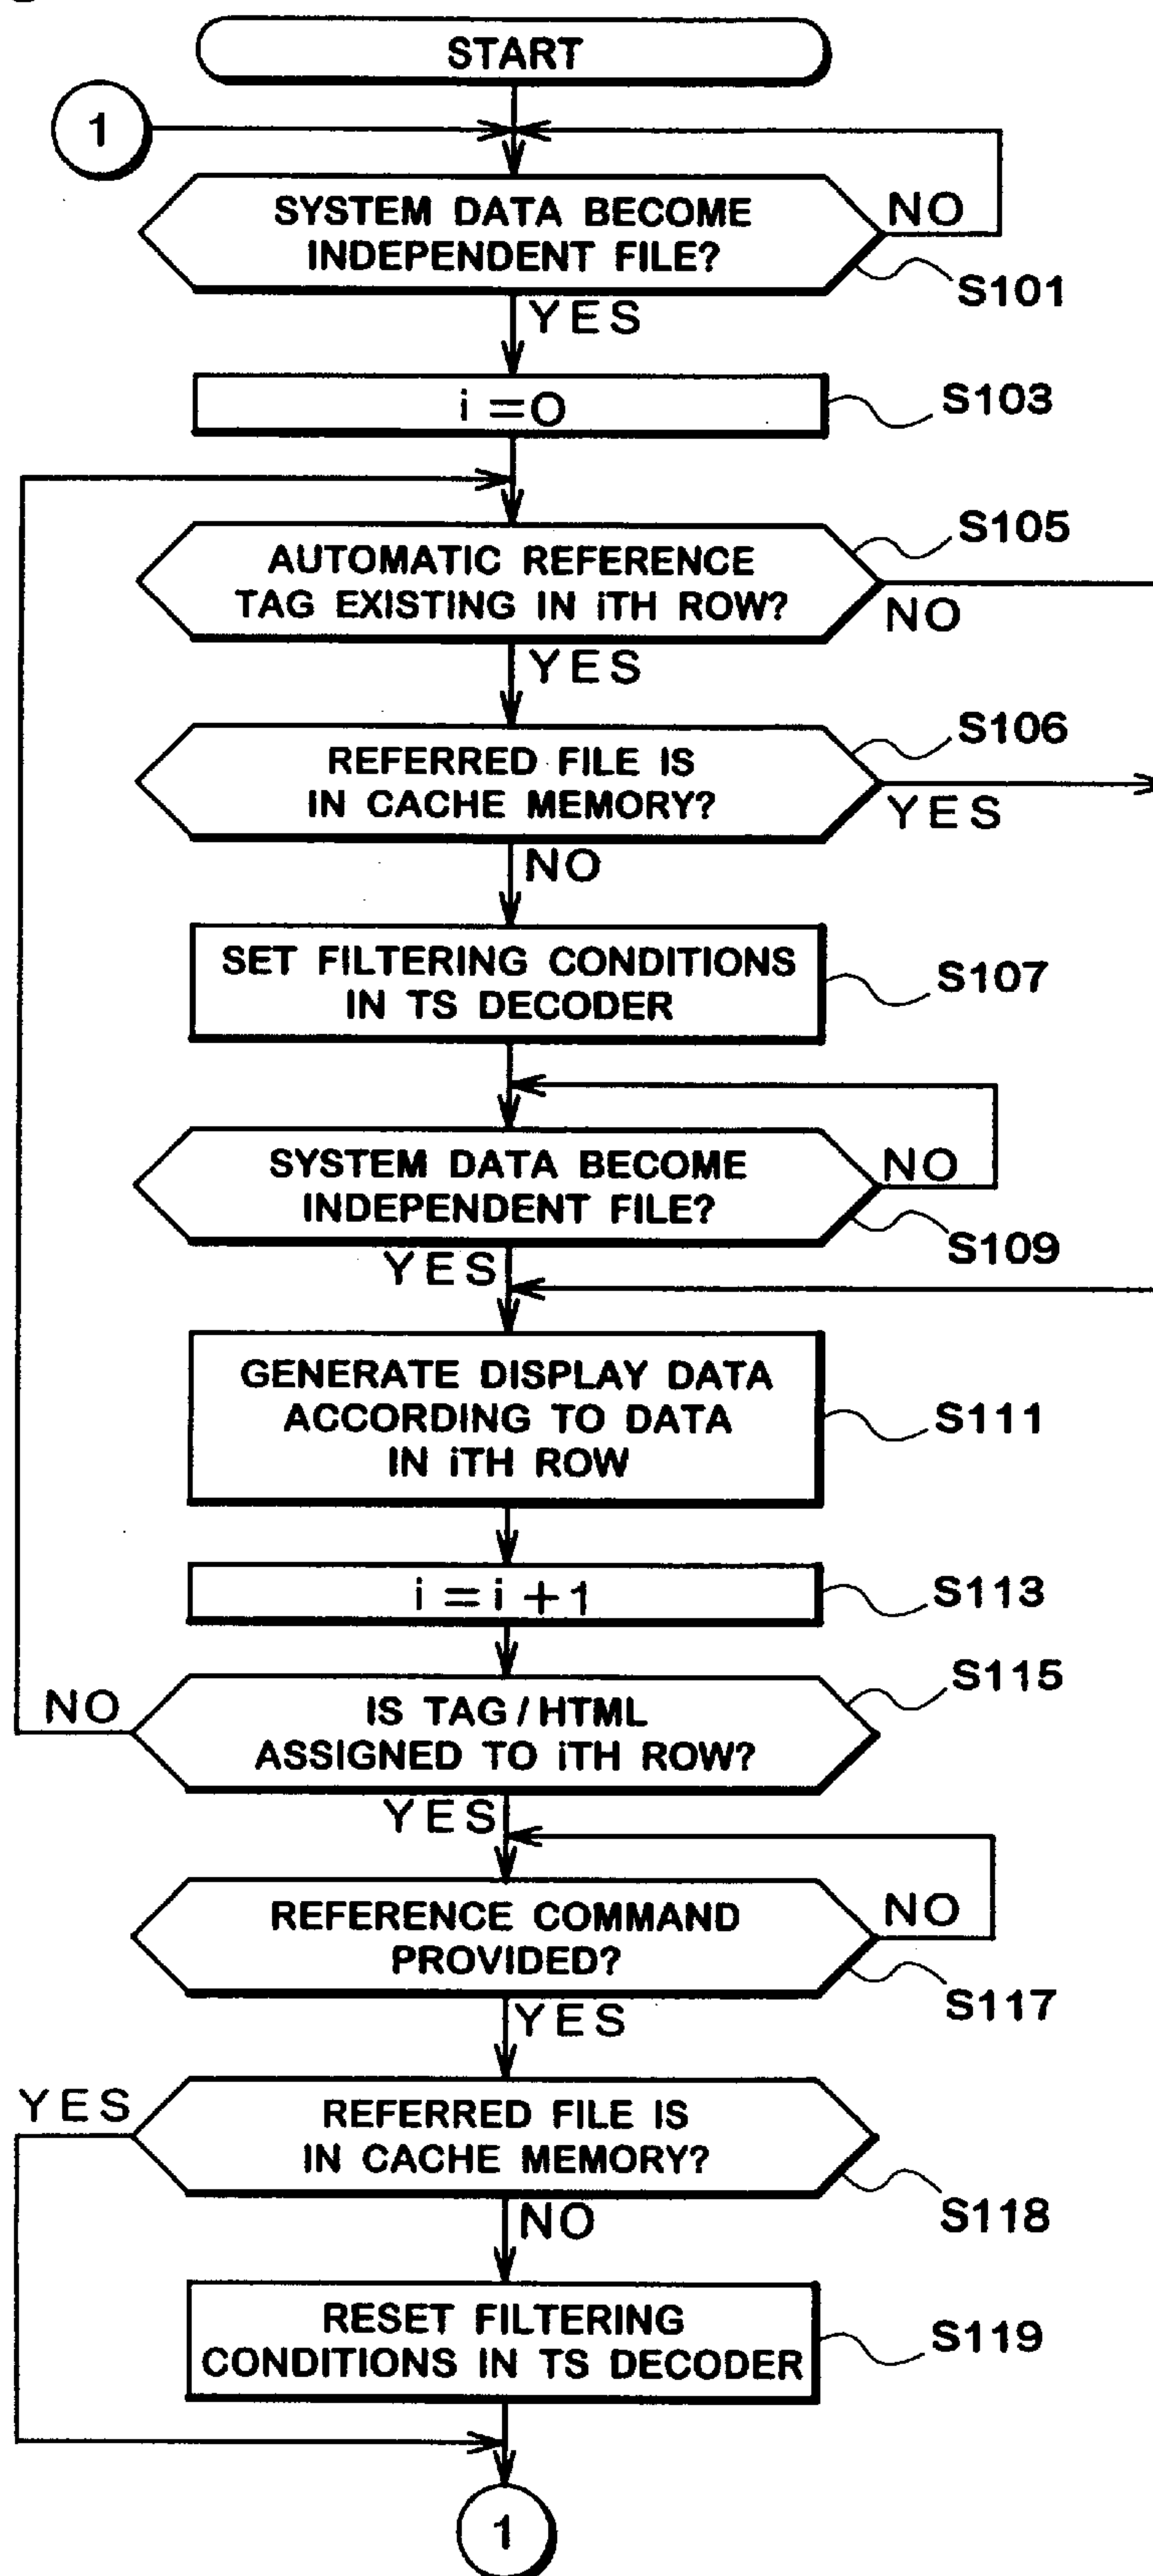 START
1
SYSTEM DATA BECOME
INDEPENDENT FILE?
NO
S101
YES
i=0
S103
AUTOMATIC REFERENCE
TAG EXISTING IN iTH ROW?
S105
NO
YES
REFERRED FILE IS
IN CACHE MEMORY?
S106
YES
NO
SET FILTERING CONDITIONS
IN TS DECODER
S107
SYSTEM DATA BECOME
INDEPENDENT FILE?
NO
S109
YES
GENERATE DISPLAY DATA
ACCORDING TO DATA
IN iTH ROW
S111
i=i+1
S113
IS TAG/HTML
ASSIGNED TO iTH ROW?
S115
NO
YES
REFERENCE COMMAND
PROVIDED?
NO
S117
YES
REFERRED FILE IS
IN CACHE MEMORY?
YES
S118
NO
RESET FILTERING
CONDITIONS IN TS DECODER
S119
1